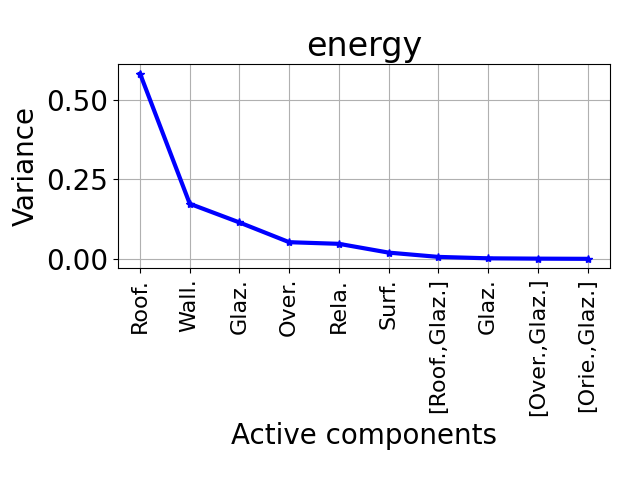 energy
Variance
0.50
0.25
0.00
Roof.
Wall.
Glaz.
Over.
Rela.
Surf.
[Roof.,Glaz.]
Glaz.
[Over.,Glaz.]
[Orie.,Glaz.]
Active components